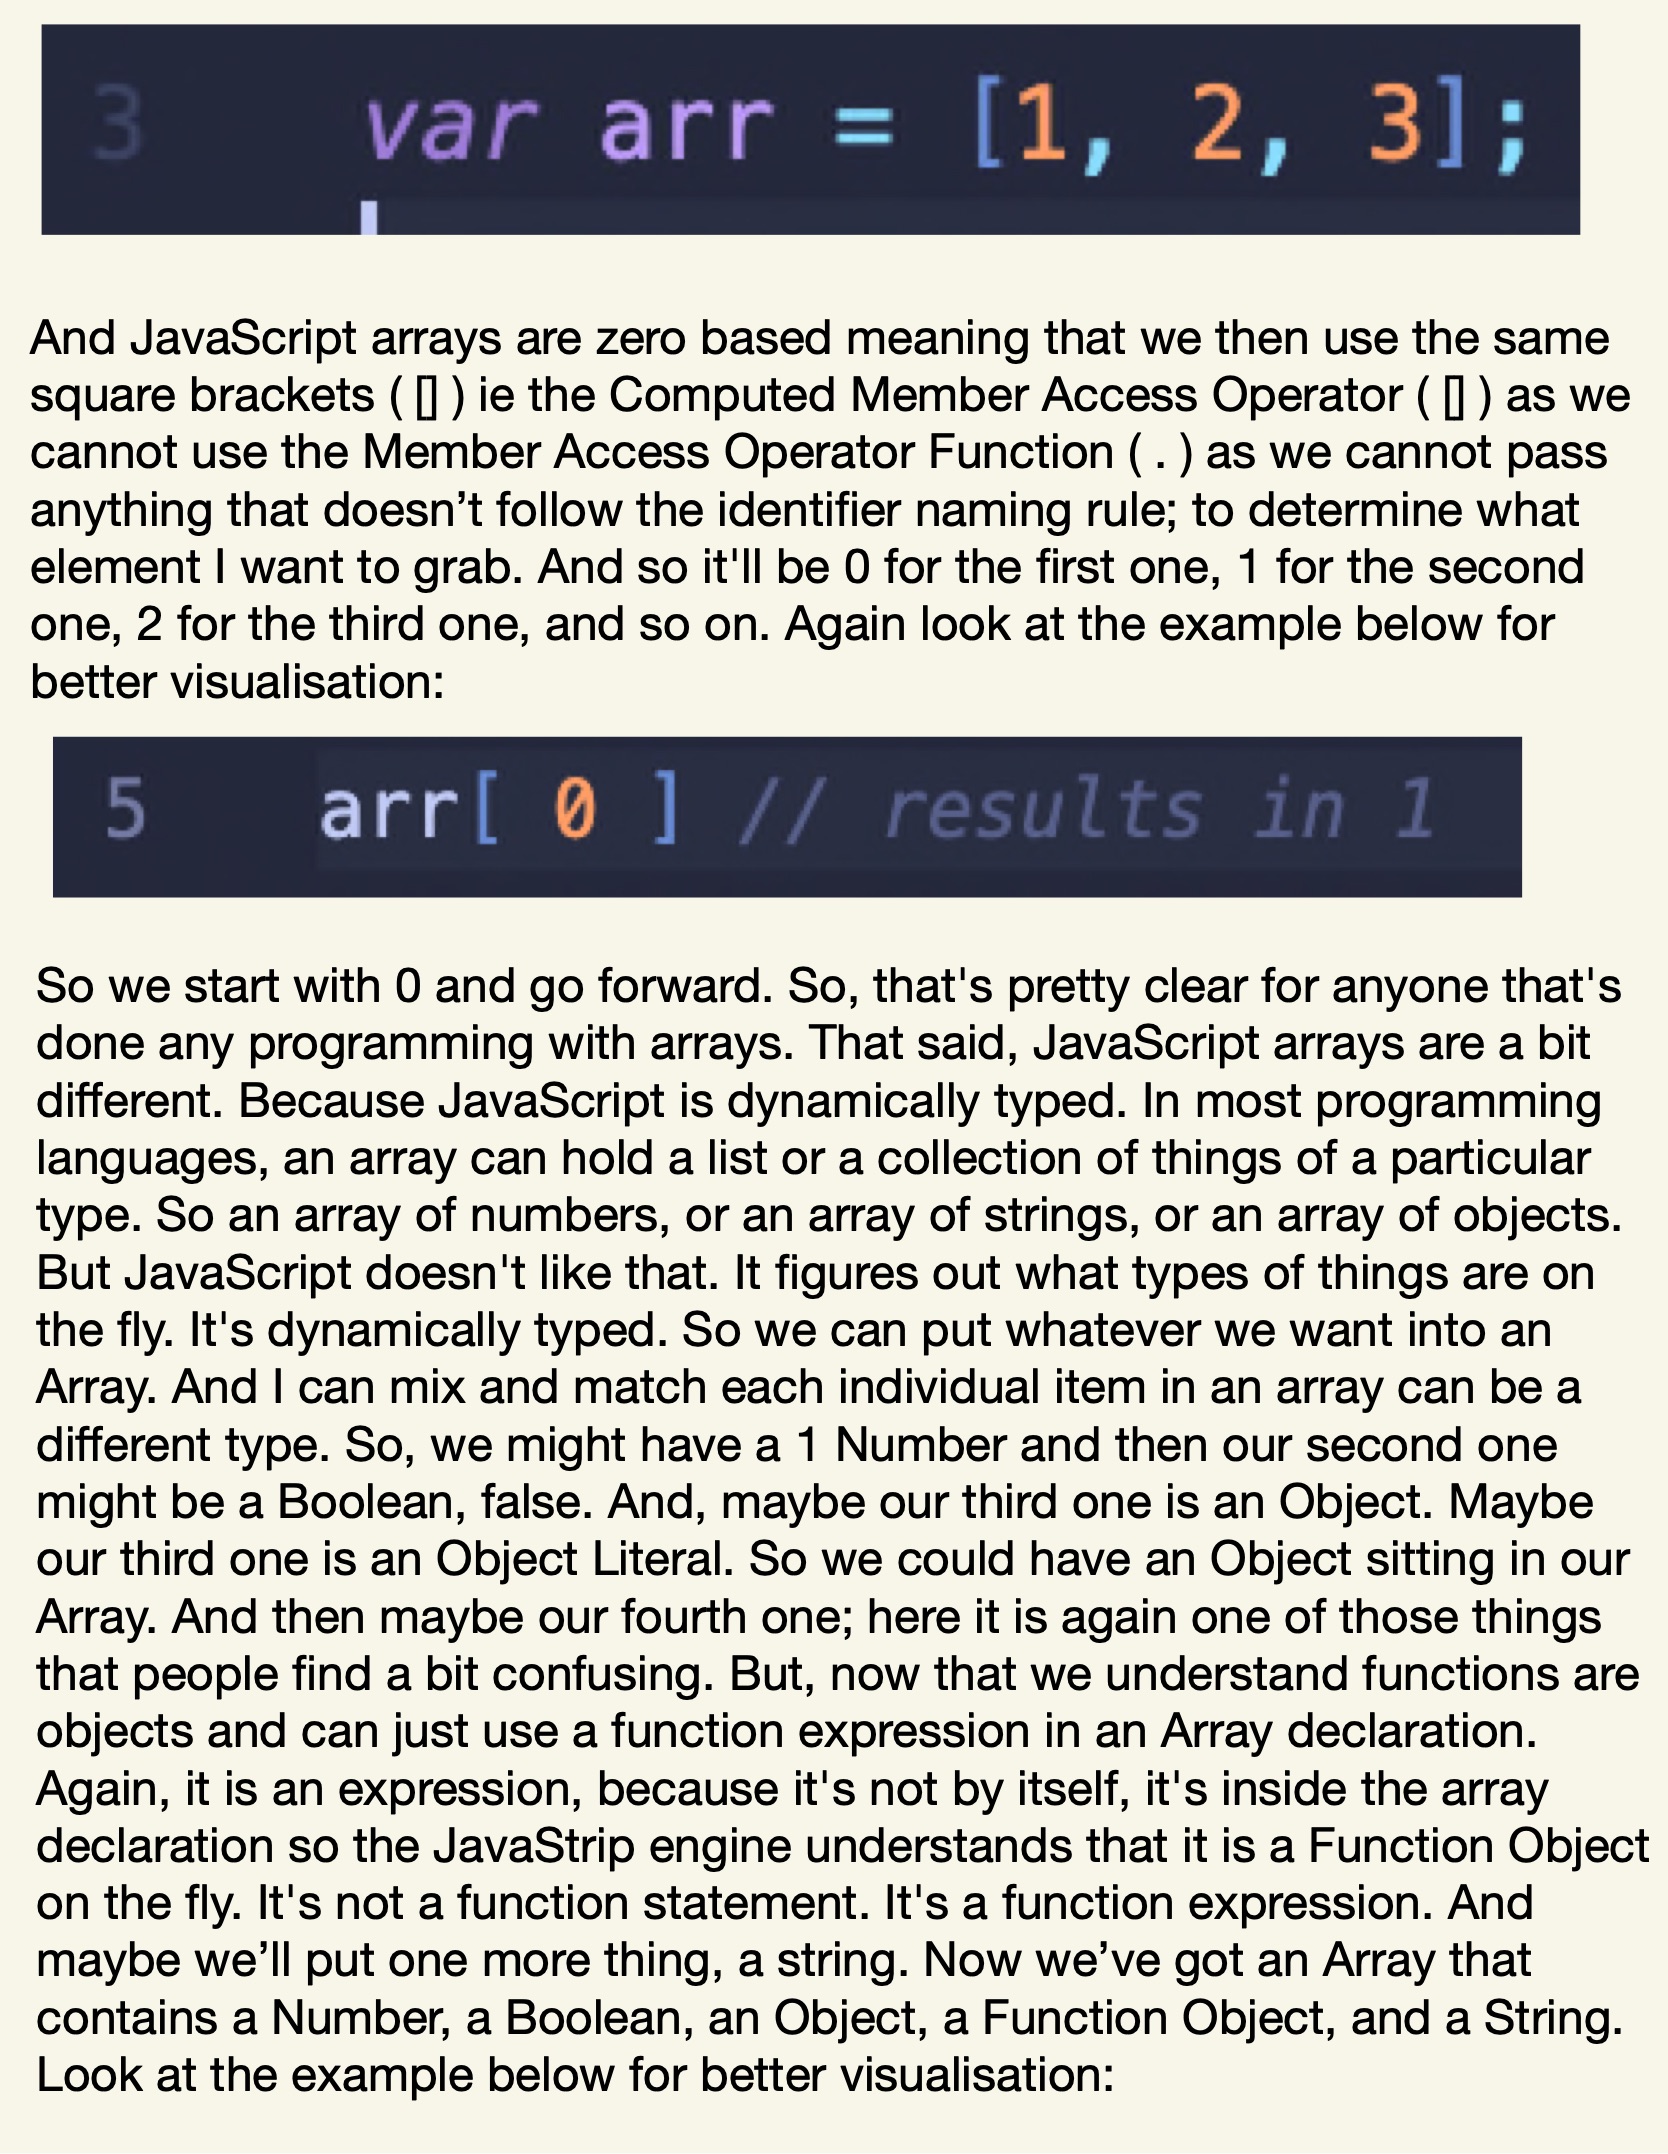 3 var arr = [1, 2, 3];
And JavaScript arrays are zero based meaning that we then use the same
square brackets ( [] ) ie the Computed Member Access Operator ( [] ) as we
cannot use the Member Access Operator Function ( . ) as we cannot pass
anything that doesn’t follow the identifier naming rule; to determine what
element I want to grab. And so it'll be 0 for the first one, 1 for the second
one, 2 for the third one, and so on. Again look at the example below for
better visualisation:
5 arr[ 0 ] // results in 1
So we start with 0 and go forward. So, that's pretty clear for anyone that's
done any programming with arrays. That said, JavaScript arrays are a bit
different. Because JavaScript is dynamically typed. In most programming
languages, an array can hold a list or a collection of things of a particular
type. So an array of numbers, or an array of strings, or an array of objects.
But JavaScript doesn't like that. It figures out what types of things are on
the fly. It's dynamically typed. So we can put whatever we want into an
Array. And I can mix and match each individual item in an array can be a
different type. So, we might have a 1 Number and then our second one
might be a Boolean, false. And, maybe our third one is an Object. Maybe
our third one is an Object Literal. So we could have an Object sitting in our
Array. And then maybe our fourth one; here it is again one of those things
that people find a bit confusing. But, now that we understand functions are
objects and can just use a function expression in an Array declaration.
Again, it is an expression, because it's not by itself, it's inside the array
declaration so the JavaStrip engine understands that it is a Function Object
on the fly. It's not a function statement. It's a function expression. And
maybe we’ll put one more thing, a string. Now we’ve got an Array that
contains a Number, a Boolean, an Object, a Function Object, and a String.
Look at the example below for better visualisation: